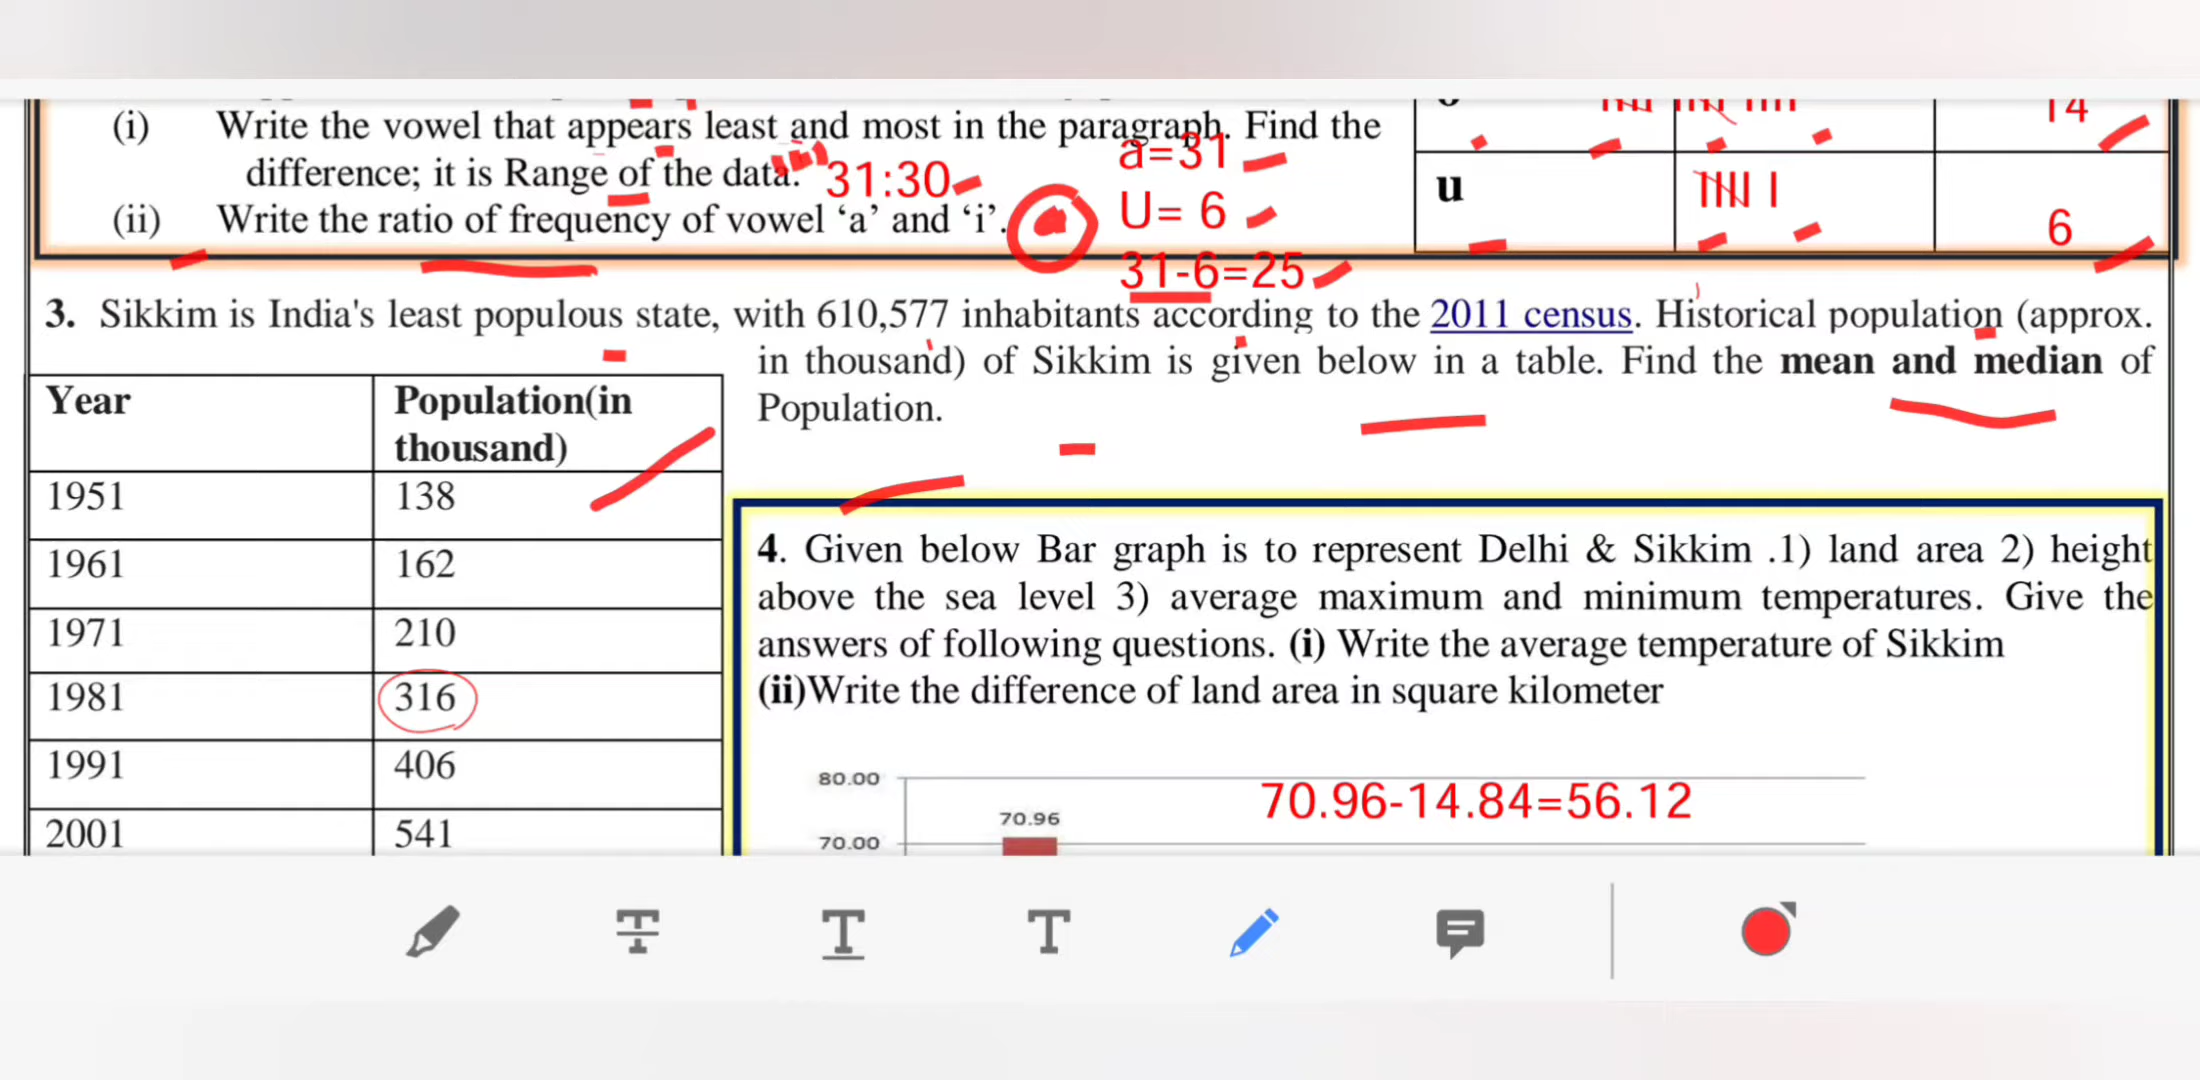 (i) Write the vowel that appears least and most in the paragraph. Find the
difference; it is Range of the data.
31:30
(ii) Write the ratio of frequency of vowel ‘a’ and ‘i’.
a=31
U= 6
31-6=25
14
u
6
3. Sikkim is India's least populous state, with 610,577 inhabitants according to the 2011 census. Historical population (approx.
in thousand) of Sikkim is given below in a table. Find the mean and median of
Population.
Year Population(in thousand)
1951 138
1961 162
1971 210
1981 316
1991 406
2001 541
4. Given below Bar graph is to represent Delhi & Sikkim .1) land area 2) height
above the sea level 3) average maximum and minimum temperatures. Give the
answers of following questions. (i) Write the average temperature of Sikkim
(ii)Write the difference of land area in square kilometer
80.00
70.96-14.84=56.12
70.96
70.00